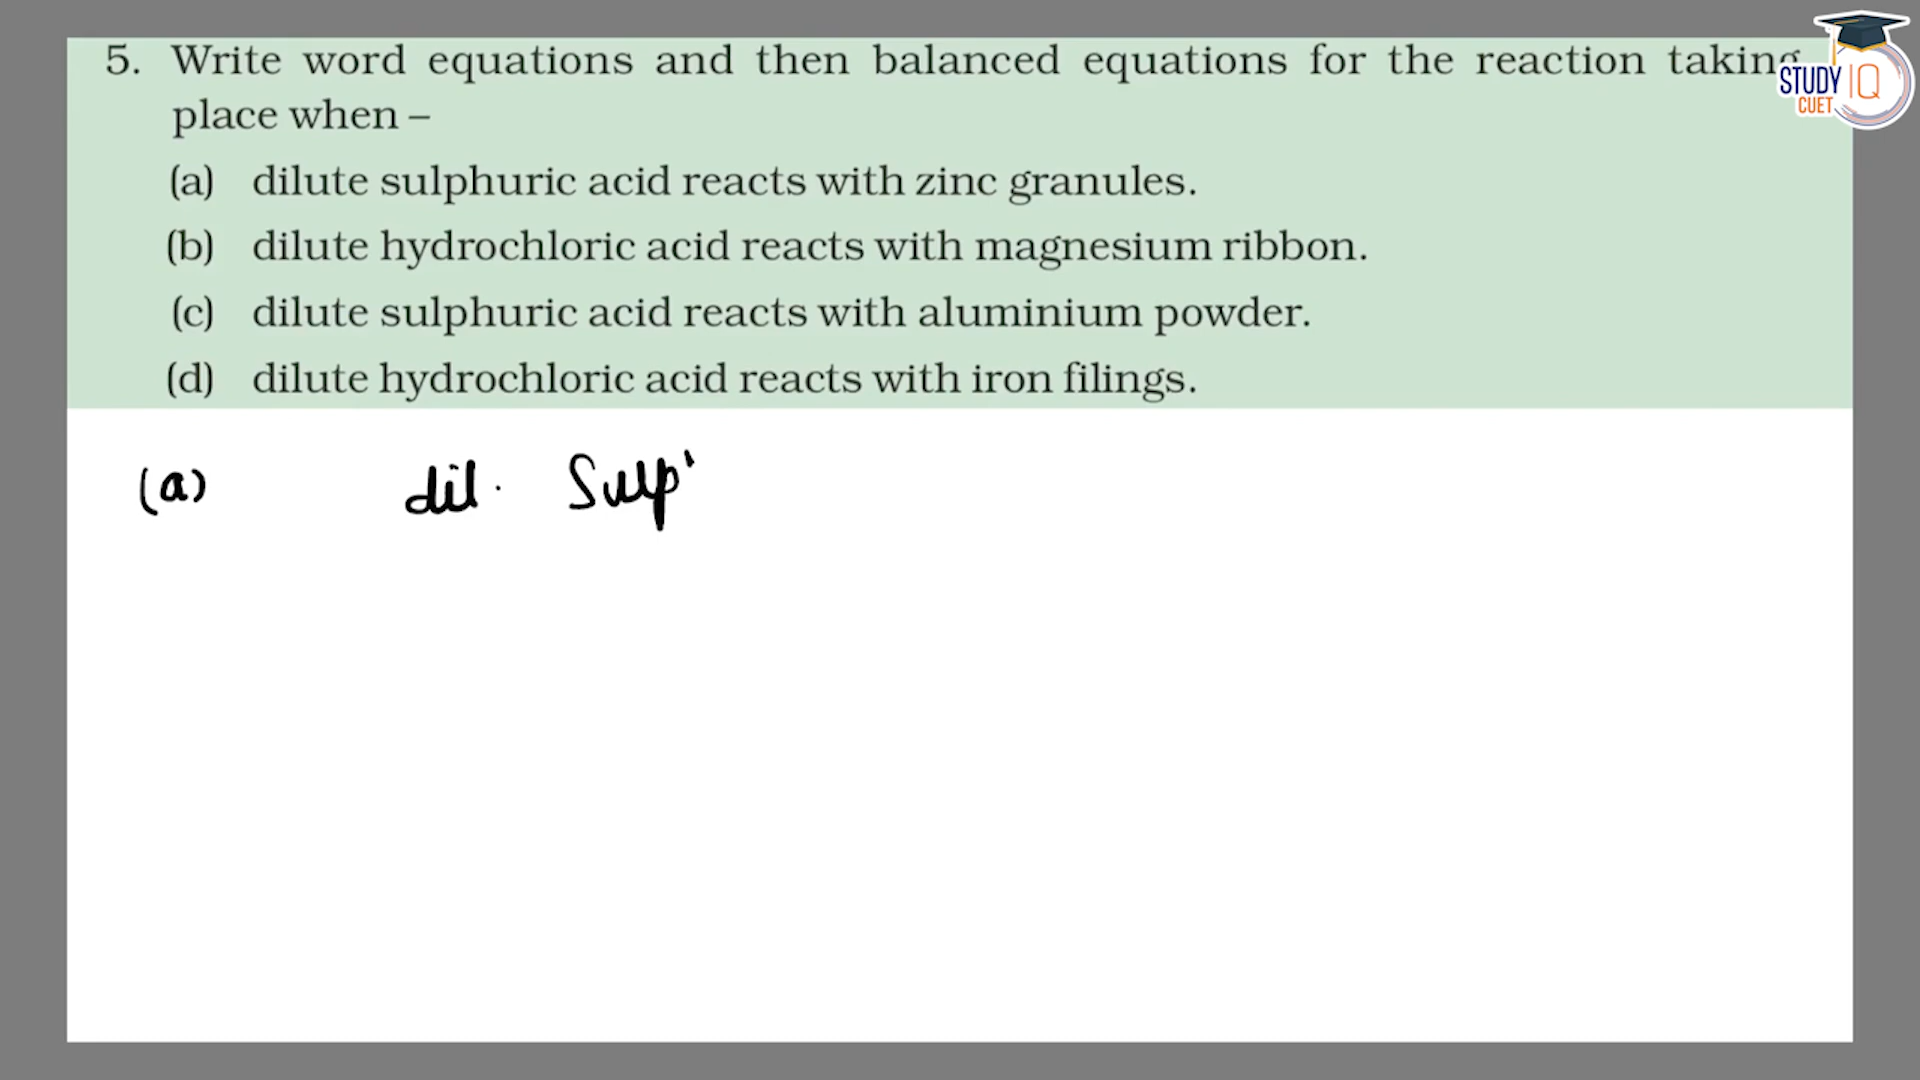 5. Write word equations and then balanced equations for the reaction taking
place when –
(a) dilute sulphuric acid reacts with zinc granules.
(b) dilute hydrochloric acid reacts with magnesium ribbon.
(c) dilute sulphuric acid reacts with aluminium powder.
(d) dilute hydrochloric acid reacts with iron filings.
STUDY IQ
CUET
(a) dil. Sulp